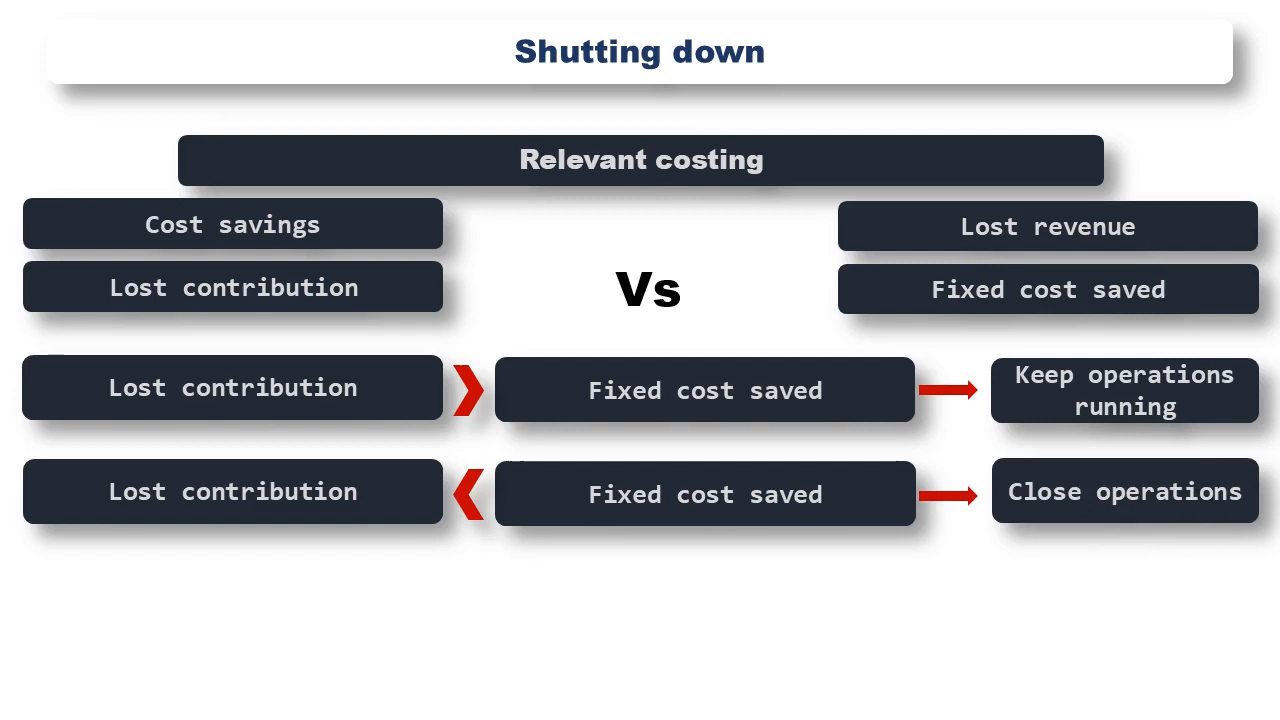 Shutting down
Relevant costing
Cost savings
Lost revenue
Lost contribution
Vs
Fixed cost saved
Lost contribution
Fixed cost saved
Keep operations
running
Lost contribution
Fixed cost saved
Close operations